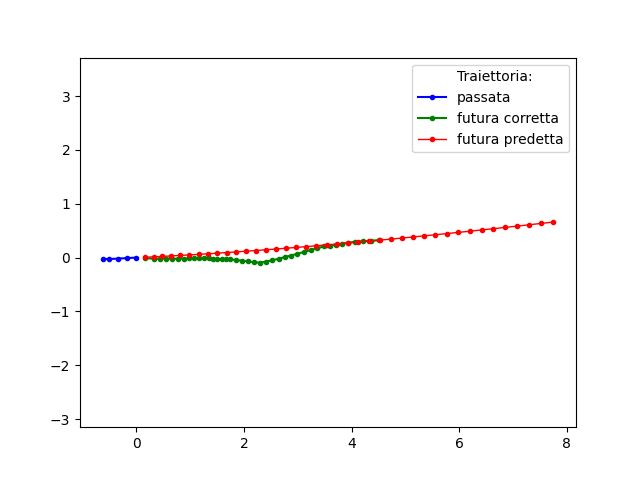 Traiettoria:
passata
futura corretta
futura predetta
3
2
1
0
−1
−2
−3
0 2 4 6 8